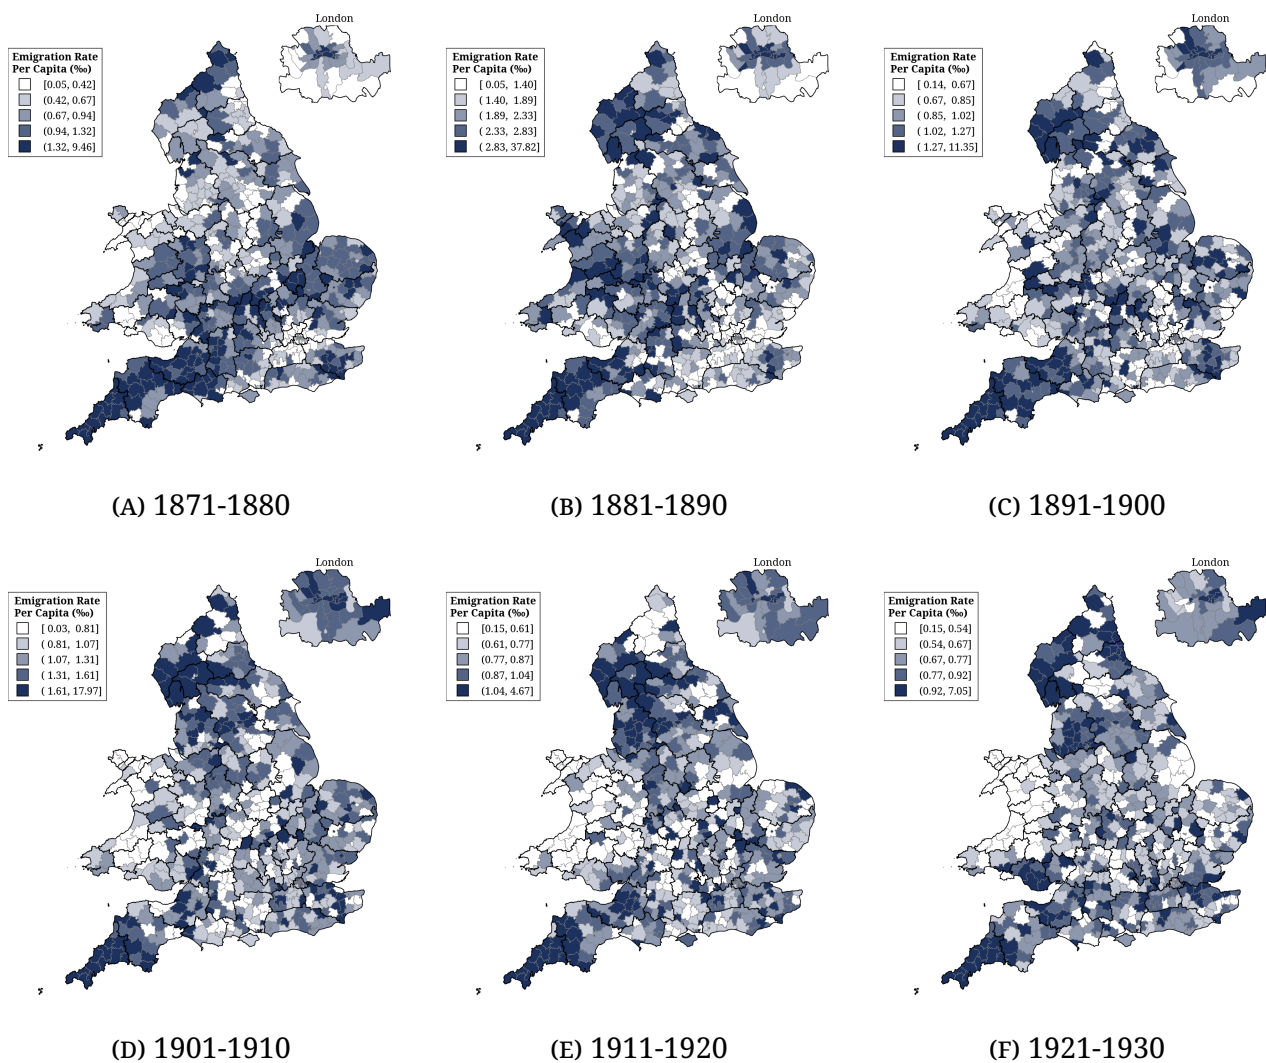 London
Emigration Rate
Per Capita (‰)
[0.05, 0.42]
(0.42, 0.67]
(0.67, 0.94]
(0.94, 1.32]
(1.32, 9.46]
(A) 1871-1880
London
Emigration Rate
Per Capita (‰)
[ 0.05, 1.40]
( 1.40, 1.89]
( 1.89, 2.33]
( 2.33, 2.83]
( 2.83, 37.82]
(B) 1881-1890
London
Emigration Rate
Per Capita (‰)
[ 0.14, 0.67]
( 0.67, 0.85]
( 0.85, 1.02]
( 1.02, 1.27]
( 1.27, 11.35]
(C) 1891-1900
London
Emigration Rate
Per Capita (‰)
[ 0.03, 0.81]
( 0.81, 1.07]
( 1.07, 1.31]
( 1.31, 1.61]
( 1.61, 17.97]
(D) 1901-1910
London
Emigration Rate
Per Capita (‰)
[0.15, 0.61]
(0.61, 0.77]
(0.77, 0.87]
(0.87, 1.04]
(1.04, 4.67]
(E) 1911-1920
London
Emigration Rate
Per Capita (‰)
[0.15, 0.54]
(0.54, 0.67]
(0.67, 0.77]
(0.77, 0.92]
(0.92, 7.05]
(F) 1921-1930